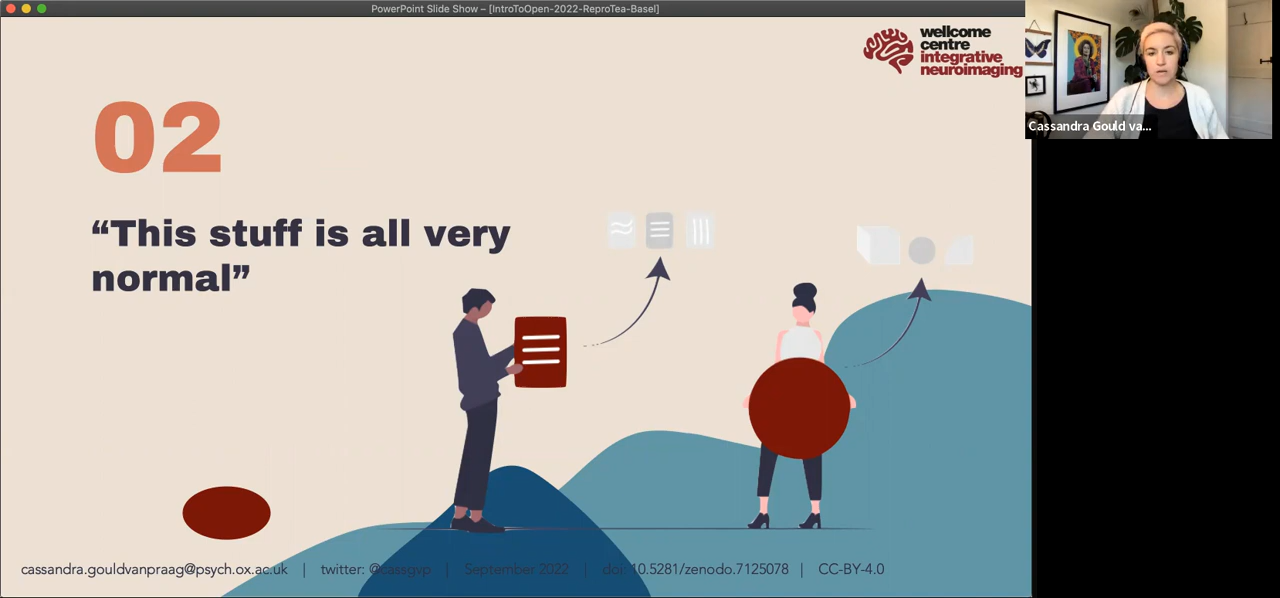 PowerPoint Slide Show – [IntroToOpen-2022-ReproTea-Basel]
wellcome
centre
integrative
neuroimaging
Cassandra Gould va...
02
“This stuff is all very
normal”
cassandra.gouldvanpraag@psych.ox.ac.uk | twitter: @cassgvp | September 2022 | doi: 10.5281/zenodo.7125078 | CC-BY-4.0